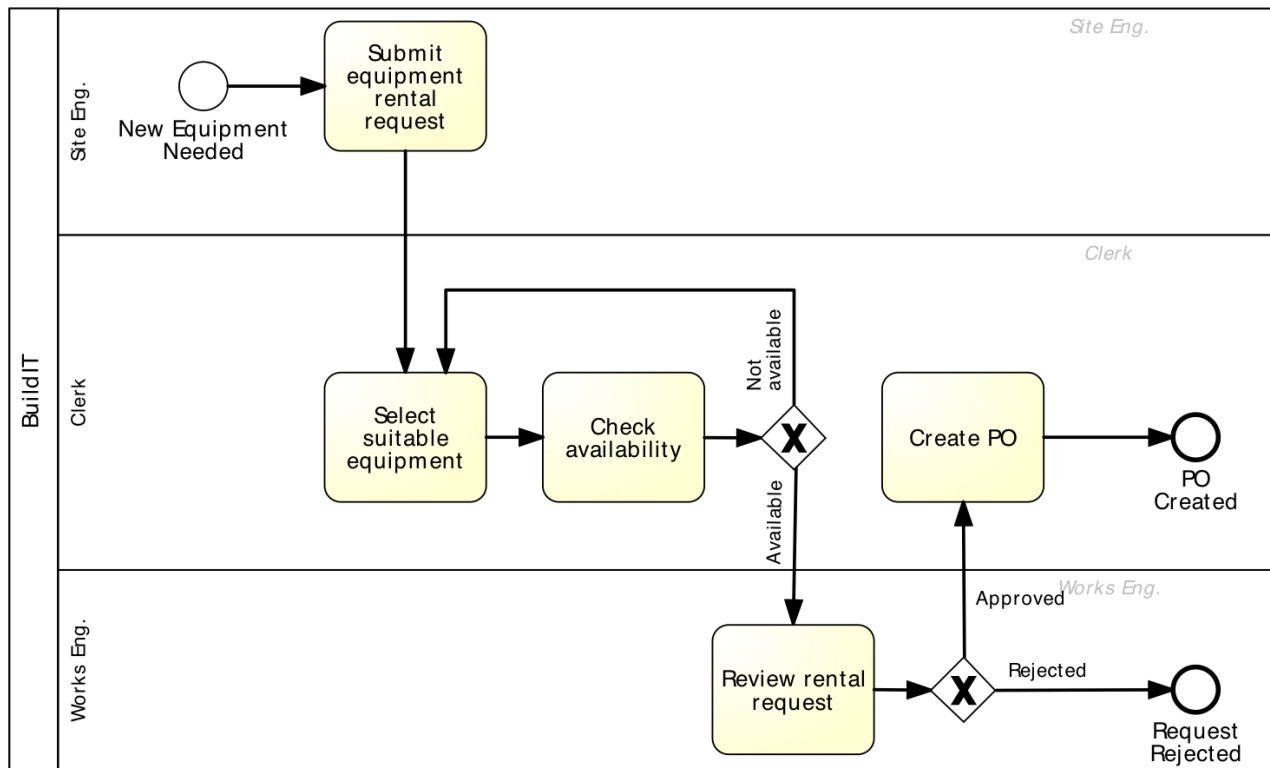 BuildIT
Site Eng.
Site Eng.
New Equipment
Needed
Submit
equipment
rental
request
Clerk
Clerk
Select
suitable
equipment
Check
availability
Not
available
Available
Create PO
PO
Created
Works Eng.
Works Eng.
Review rental
request
Approved
Rejected
Request
Rejected
X
X